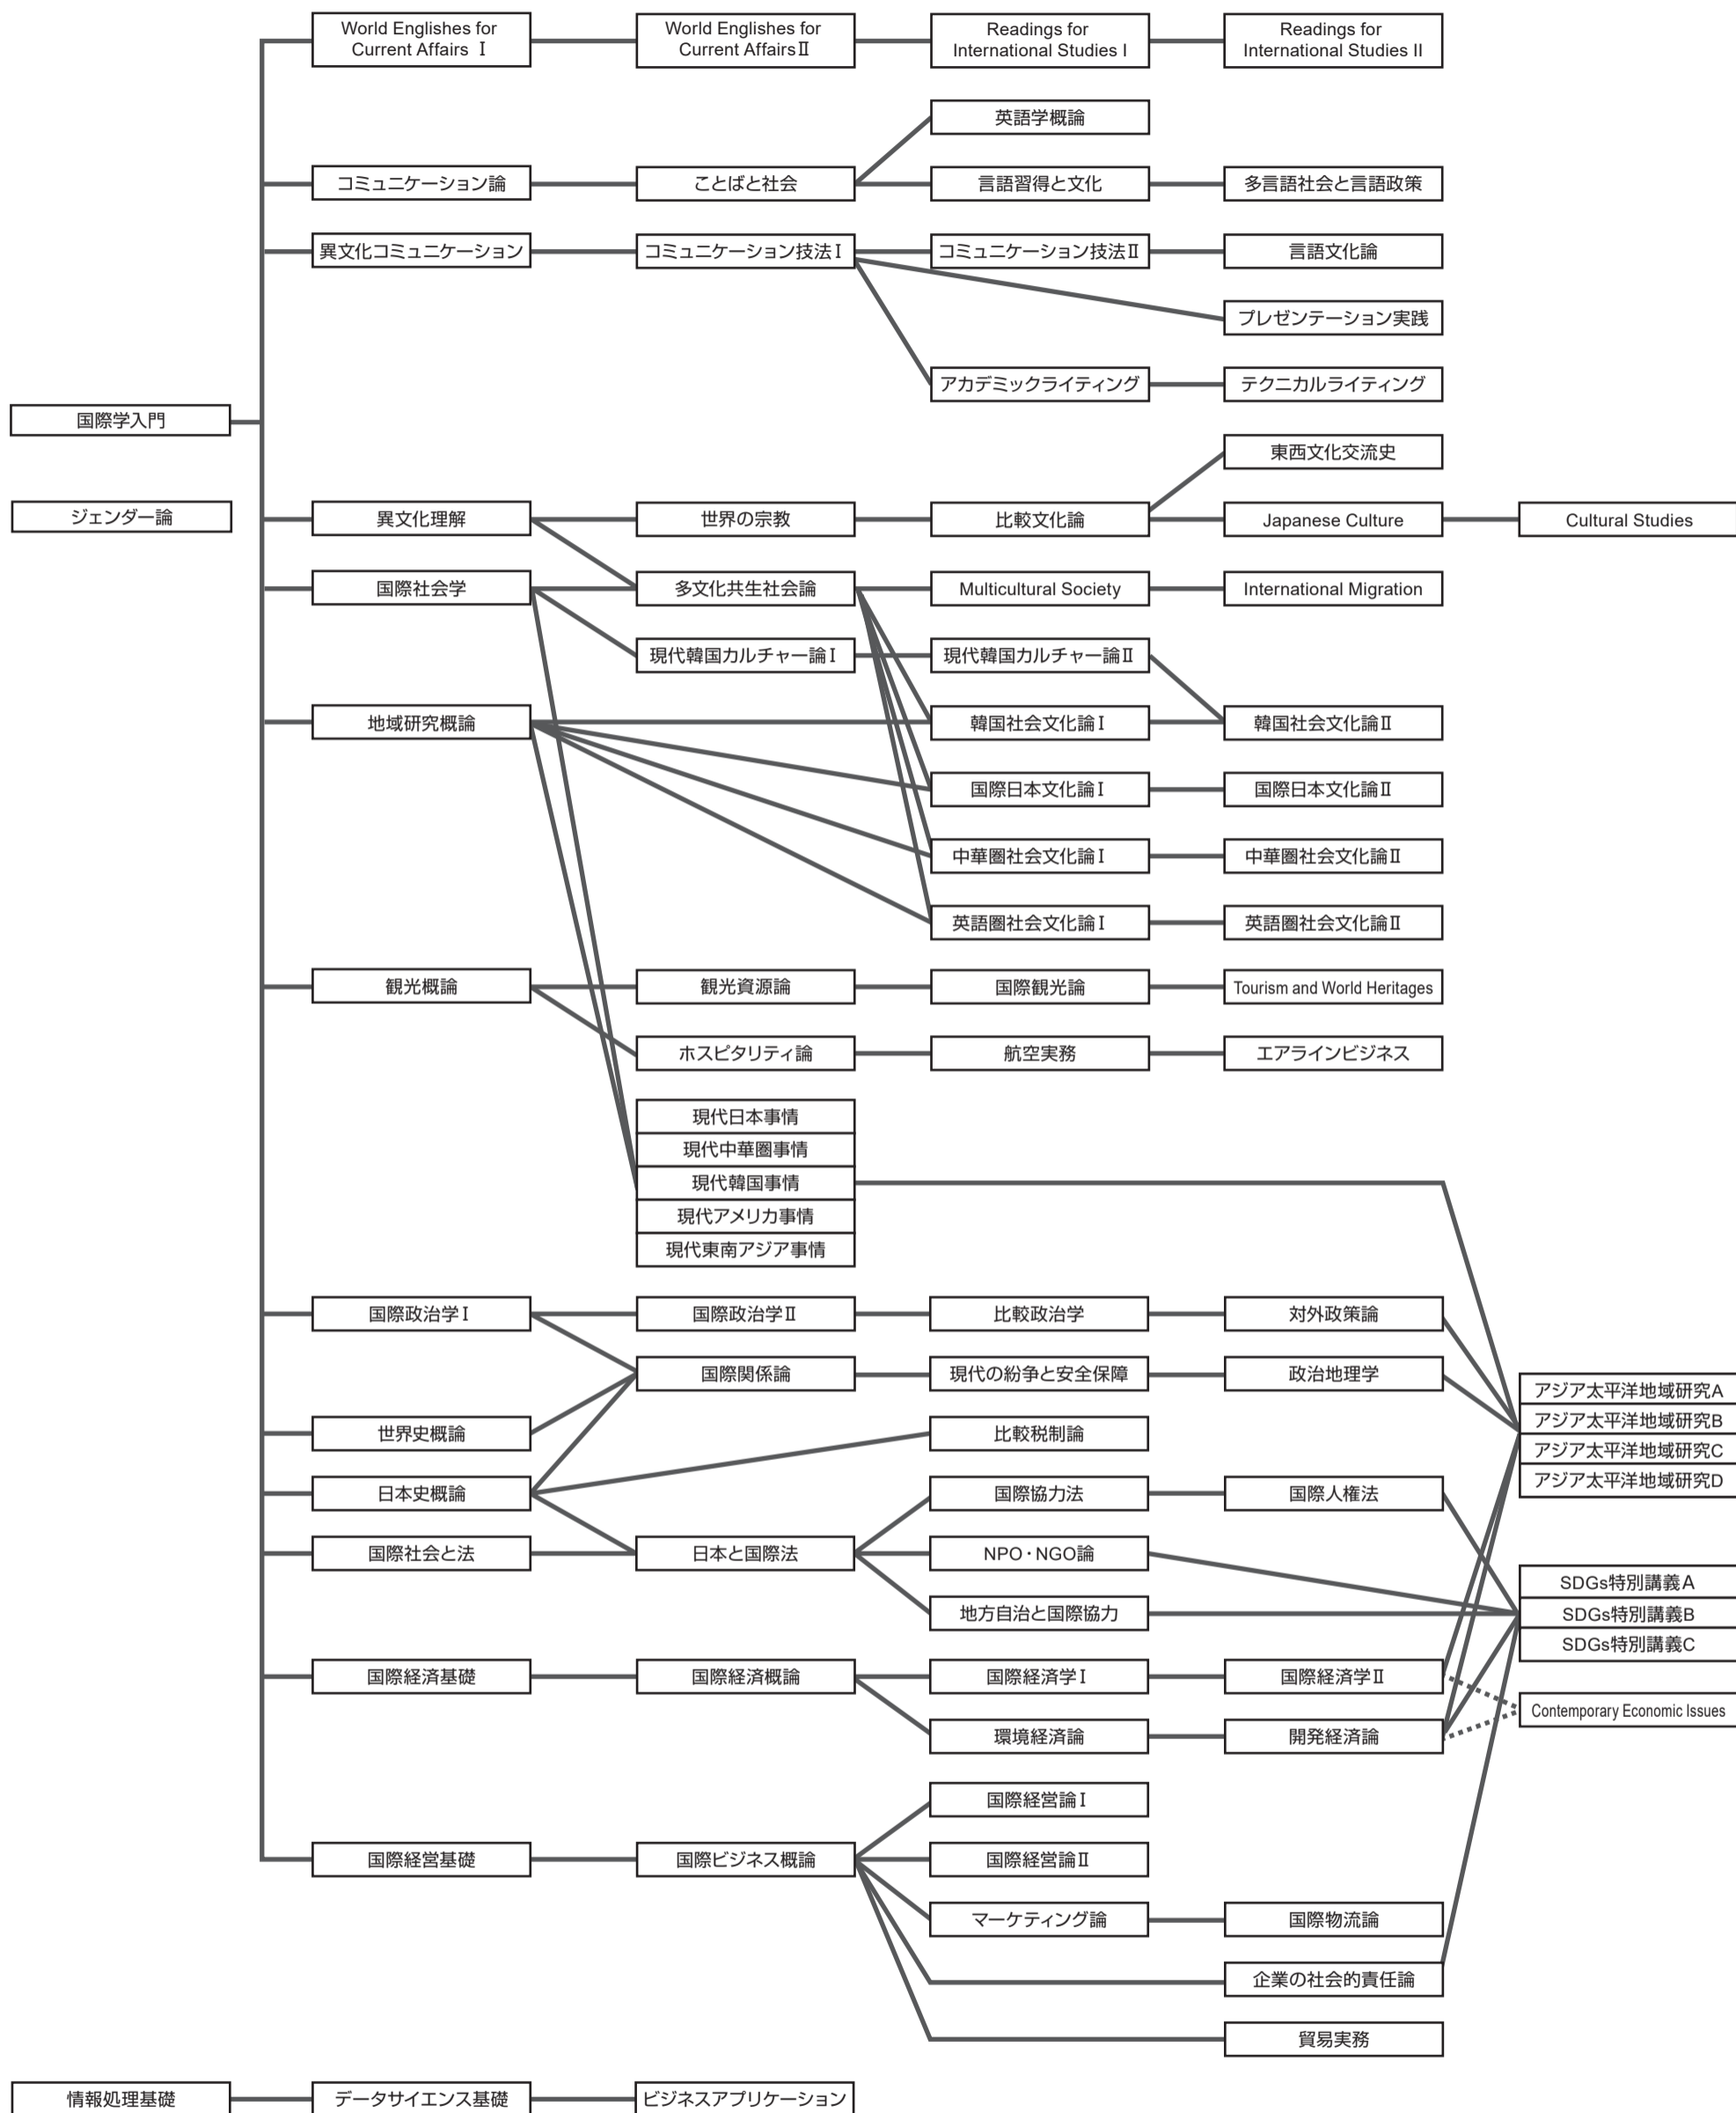 World Englishes for
Current Affairs Ⅰ
World Englishes for
Current AffairsⅡ
Readings for
International Studies I
Readings for
International Studies II
英語学概論
コミュニケーション論
ことばと社会
言語習得と文化
多言語社会と言語政策
異文化コミュニケーション
コミュニケーション技法Ⅰ
コミュニケーション技法Ⅱ
言語文化論
プレゼンテーション実践
アカデミックライティング
テクニカルライティング
国際学入門
東西文化交流史
ジェンダー論
異文化理解
世界の宗教
比較文化論
Japanese Culture
Cultural Studies
国際社会学
多文化共生社会論
Multicultural Society
International Migration
現代韓国カルチャー論Ⅰ
現代韓国カルチャー論Ⅱ
地域研究概論
韓国社会文化論Ⅰ
韓国社会文化論Ⅱ
国際日本文化論Ⅰ
国際日本文化論Ⅱ
中華圏社会文化論Ⅰ
中華圏社会文化論Ⅱ
英語圏社会文化論Ⅰ
英語圏社会文化論Ⅱ
観光概論
観光資源論
国際観光論
Tourism and World Heritages
ホスピタリティ論
航空実務
エアラインビジネス
現代日本事情
現代中華圏事情
現代韓国事情
現代アメリカ事情
現代東南アジア事情
国際政治学Ⅰ
国際政治学Ⅱ
比較政治学
対外政策論
国際関係論
現代の紛争と安全保障
政治地理学
アジア太平洋地域研究A
アジア太平洋地域研究B
アジア太平洋地域研究C
アジア太平洋地域研究D
世界史概論
比較税制論
日本史概論
国際協力法
国際人権法
国際社会と法
日本と国際法
NPO・NGO論
SDGs特別講義A
SDGs特別講義B
SDGs特別講義C
地方自治と国際協力
国際経済基礎
国際経済概論
国際経済学Ⅰ
国際経済学Ⅱ
Contemporary Economic Issues
環境経済論
開発経済論
国際経営論Ⅰ
国際経営基礎
国際ビジネス概論
国際経営論Ⅱ
マーケティング論
国際物流論
企業の社会的責任論
貿易実務
情報処理基礎
データサイエンス基礎
ビジネスアプリケーション